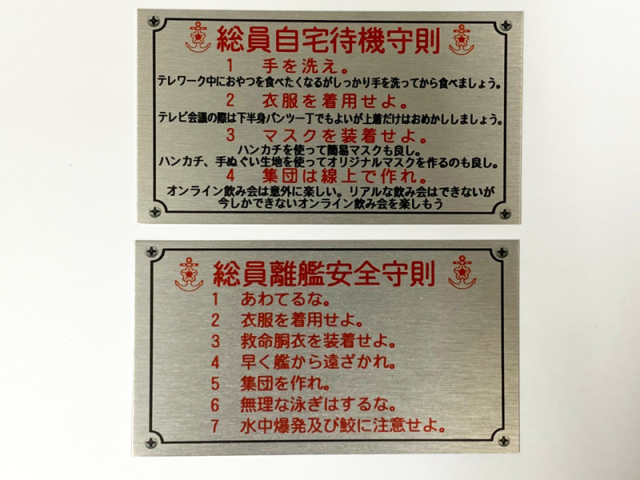 総員自宅待機守則
1 手を洗え。
テレワーク中におやつを食べたくなるがしっかり手を洗ってから食べましょう。
2 衣服を着用せよ。
テレビ会議の際は下半身パンツ一丁でもよいが上着だけはおめかししましょう。
3 マスクを装着せよ。
ハンカチを使って簡易マスクも良し。
ハンカチ、手ぬぐい生地を使ってオリジナルマスクを作るのも良し。
4 集団は線上で作れ。
オンライン飲み会は意外に楽しい。リアルな飲み会はできないが
今しかできないオンライン飲み会を楽しもう
総員離艦安全守則
1 あわてるな。
2 衣服を着用せよ。
3 救命胴衣を装着せよ。
4 早く艦から遠ざかれ。
5 集団を作れ。
6 無理な泳ぎはするな。
7 水中爆発及び鮫に注意せよ。